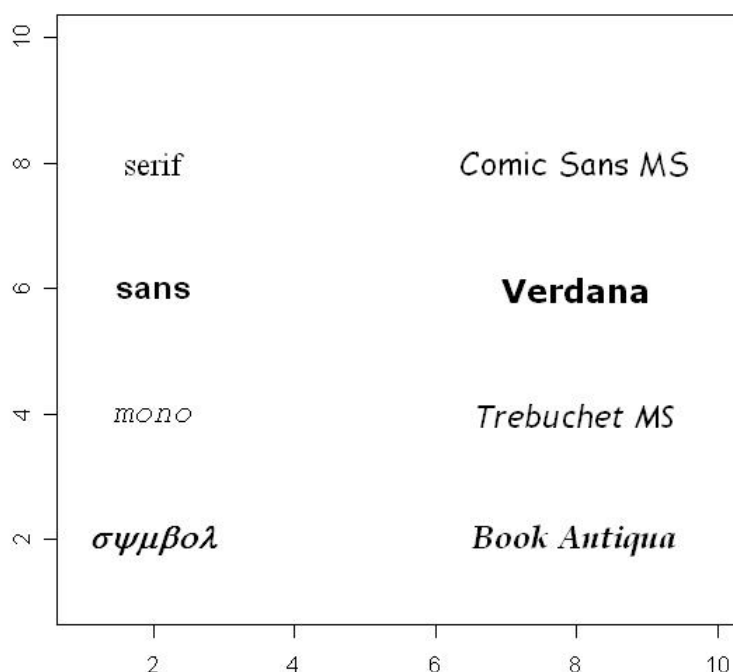 10
8
serif
Comic Sans MS
6
sans
Verdana
4
mono
Trebuchet MS
2
σψμβολ
Book Antiqua
2 4 6 8 10